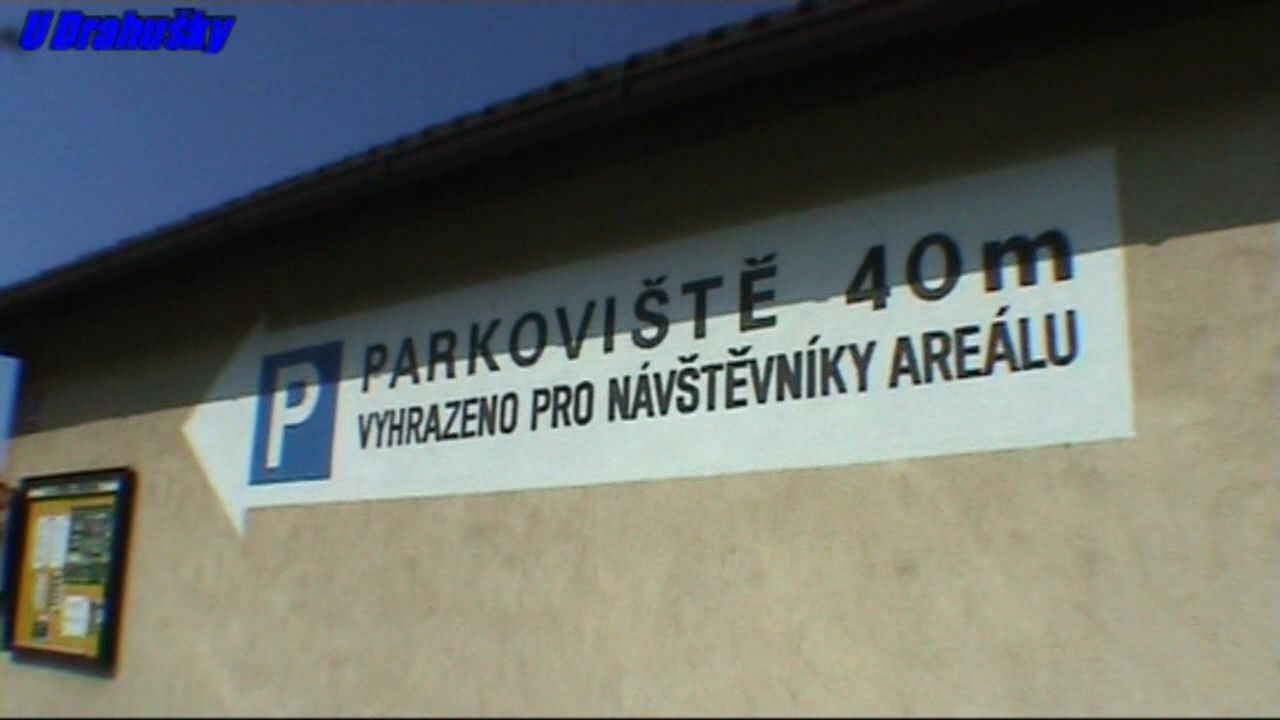 U Drahušky
PARKOVIŠTĚ 40m
P
VYHRAZENO PRO NÁVŠTĚVNÍKY AREÁLU